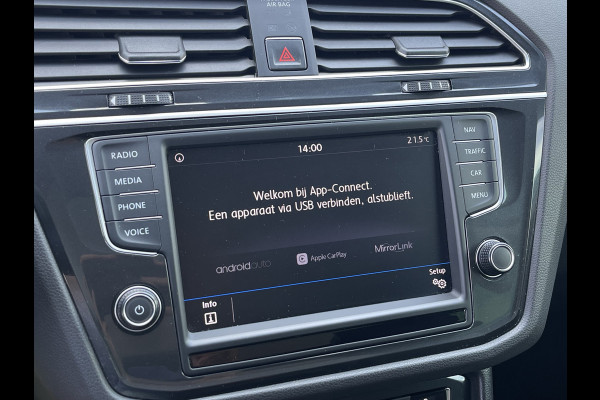 AIR BAG
14:00
21.5°C
RADIO
MEDIA
PHONE
VOICE
Welkom bij App-Connect.
Een apparaat via USB verbinden, alstublieft.
androidauto
Apple CarPlay
MirrorLink
Info
Setup
NAV
TRAFFIC
CAR
MENU